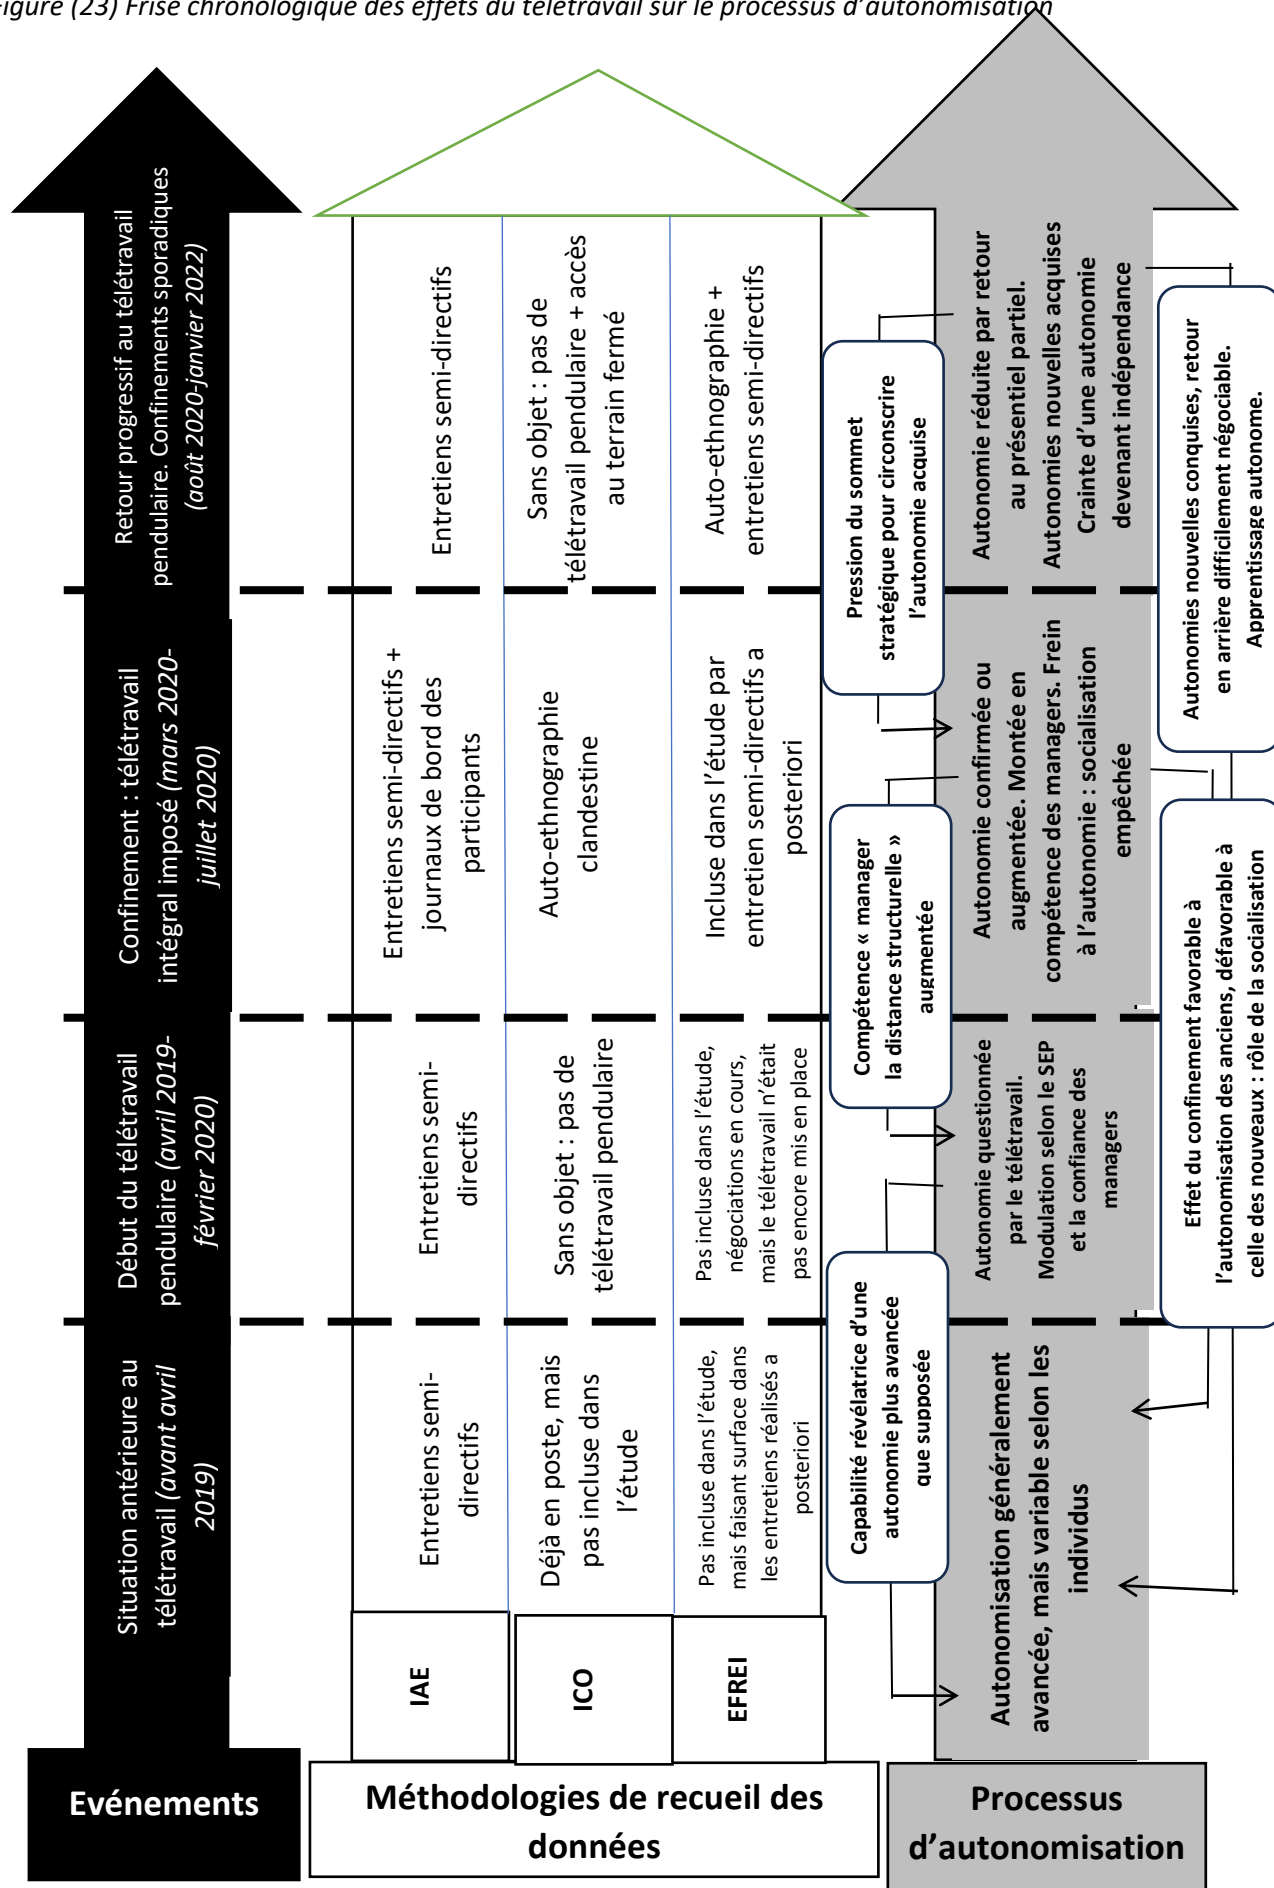 Figure (23) Frise chronologique des effets du télétravail sur le processus d’autonomisation
Evénements
Situation antérieure au
télétravail (avant avril
2019)
Début du télétravail
pendulaire (avril 2019-
février 2020)
Confinement : télétravail
intégral imposé (mars 2020-
juillet 2020)
Retour progressif au télétravail
pendulaire. Confinements sporadiques
(août 2020-janvier 2022)
Méthodologies de recueil des
données
IAE
Entretiens semi-
directifs
Entretiens semi-
directifs
Entretiens semi-directifs +
journaux de bord des
participants
Entretiens semi-directifs
ICO
Déjà en poste, mais
pas incluse dans
l’étude
Sans objet : pas de
télétravail pendulaire
Auto-ethnographie
clandestine
Sans objet : pas de
télétravail pendulaire + accès
au terrain fermé
EFREI
Pas incluse dans l’étude,
mais faisant surface dans
les entretiens réalisés a
posteriori
Pas incluse dans l’étude,
négociations en cours,
mais le télétravail n’était
pas encore mis en place
Incluse dans l’étude par
entretien semi-directifs a
posteriori
Auto-ethnographie +
entretiens semi-directifs
Capabilité révélatrice d’une
autonomie plus avancée
que supposée
Compétence « manager
la distance structurelle »
augmentée
Pression du sommet
stratégique pour circonscrire
l’autonomie acquise
Processus
d’autonomisation
Autonomisation généralement
avancée, mais variable selon les
individus
Autonomie questionnée
par le télétravail.
Modulation selon le SEP
et la confiance des
managers
Autonomie confirmée ou
augmentée. Montée en
compétence des managers. Frein
à l’autonomie : socialisation
empêchée
Autonomie réduite par retour
au présentiel partiel.
Autonomies nouvelles acquises
Crainte d’une autonomie
devenant indépendance
Effet du confinement favorable à
l’autonomisation des anciens, défavorable à
celle des nouveaux : rôle de la socialisation
Autonomies nouvelles conquises, retour
en arrière difficilement négociable.
Apprentissage autonome.